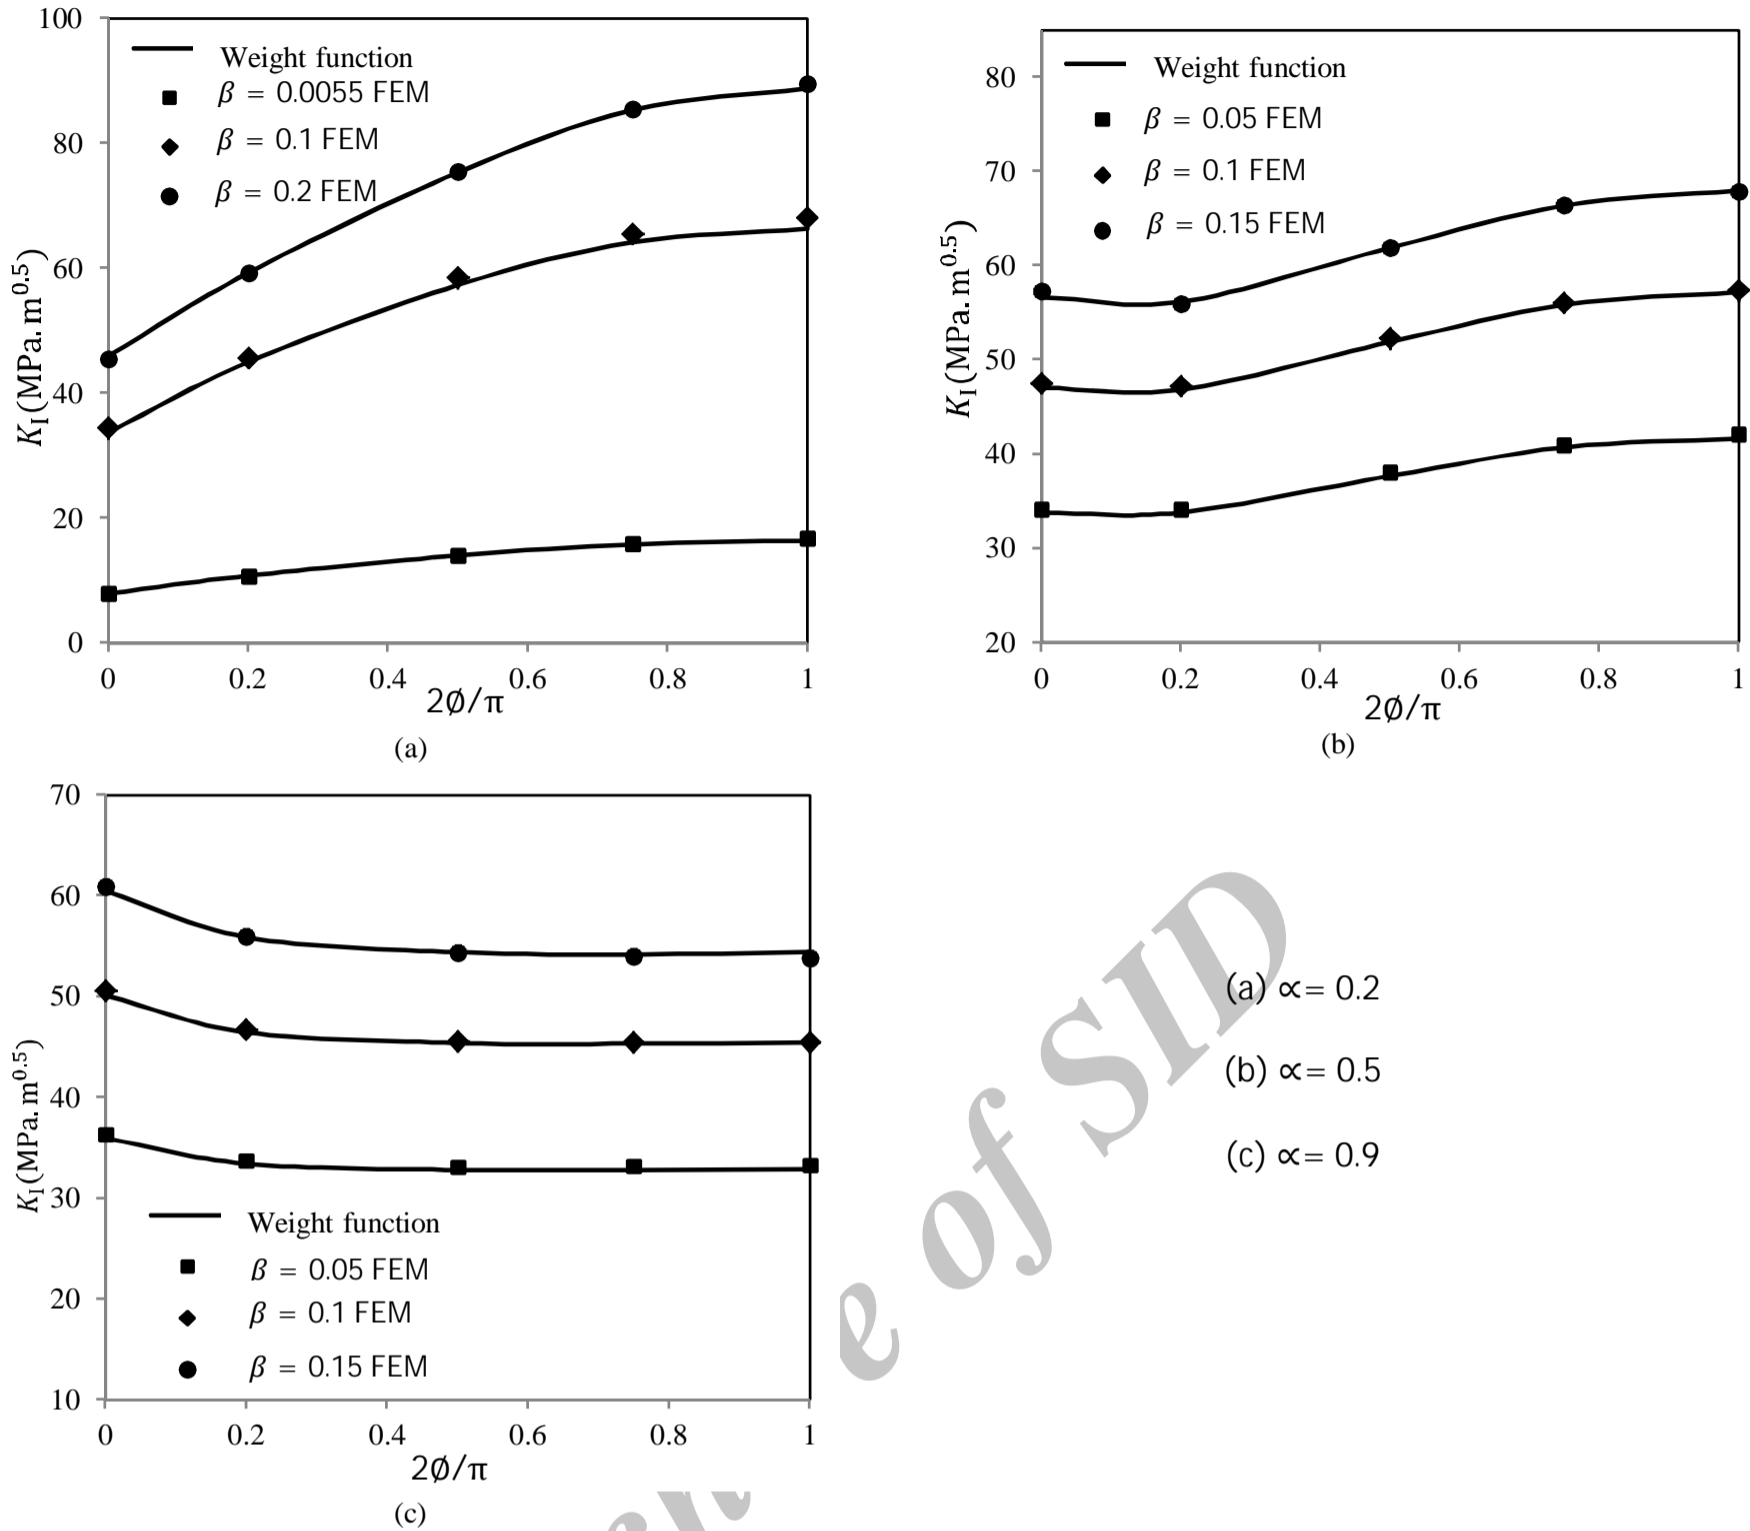 100
80
60
40
20
0
K_I(MPa. m^0.5)
Weight function
β = 0.0055 FEM
β = 0.1 FEM
β = 0.2 FEM
0 0.2 0.4 0.6 0.8 1
2Ø/π
(a)
80
70
60
50
40
30
20
K_I(MPa. m^0.5)
Weight function
β = 0.05 FEM
β = 0.1 FEM
β = 0.15 FEM
0 0.2 0.4 0.6 0.8 1
2Ø/π
(b)
70
60
50
40
30
20
10
K_I(MPa. m^0.5)
Weight function
β = 0.05 FEM
β = 0.1 FEM
β = 0.15 FEM
0 0.2 0.4 0.6 0.8 1
2Ø/π
(c)
(a) ∝= 0.2
(b) ∝= 0.5
(c) ∝= 0.9
of SID